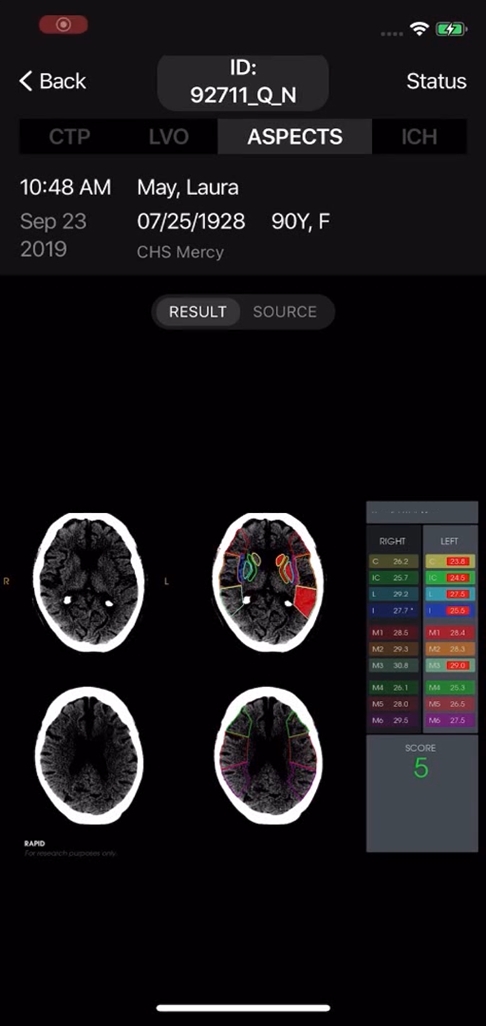 Back
ID:
92711_Q_N
Status
CTP LVO ASPECTS ICH
10:48 AM May, Laura
Sep 23 2019 07/25/1928 90Y, F
CHS Mercy
RESULT SOURCE
R L
RIGHT LEFT
C 26.2 C 23.8
IC 25.7 IC 24.5
L 29.2 L 27.5
I 27.7 * I 25.6
M1 28.5 M1 28.4
M2 29.3 M2 28.3
M3 30.8 M3 29.0
M4 26.1 M4 25.3
M5 28.0 M5 26.5
M6 29.5 M6 27.5
SCORE
5
RAPID
For research purposes only.